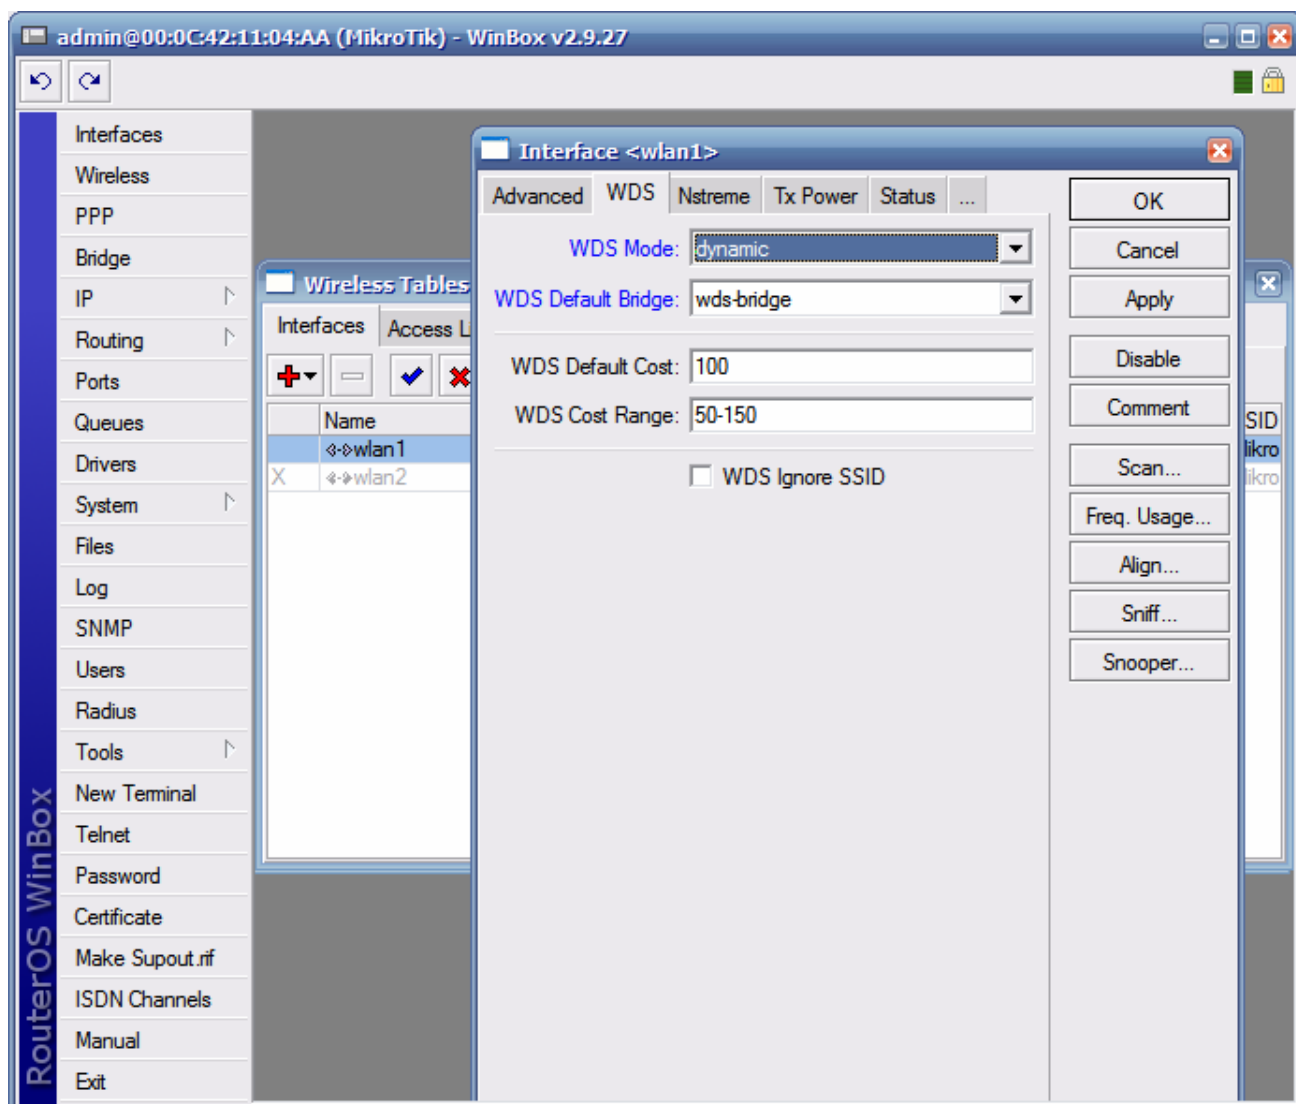 admin@00:0C:42:11:04:AA (MikroTik) - WinBox v2.9.27
RouterOS WinBox
Interfaces
Wireless
PPP
Bridge
IP
Routing
Ports
Queues
Drivers
System
Files
Log
SNMP
Users
Radius
Tools
New Terminal
Telnet
Password
Certificate
Make Supout.rif
ISDN Channels
Manual
Exit
Wireless Tables
Interfaces Access Li
Name SID
wlan1 likro
X wlan2 likro
Interface <wlan1>
Advanced WDS Nstreme Tx Power Status ...
WDS Mode: dynamic
WDS Default Bridge: wds-bridge
WDS Default Cost: 100
WDS Cost Range: 50-150
WDS Ignore SSID
OK
Cancel
Apply
Disable
Comment
Scan...
Freq. Usage...
Align...
Sniff...
Snooper...